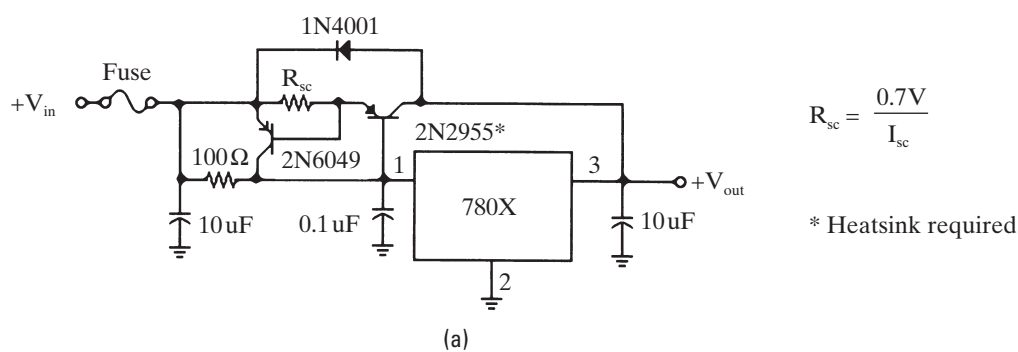 1N4001
Fuse
R_sc
+V_in
R_sc = 0.7V / I_sc
2N2955*
100Ω
2N6049
1
3
780X
+V_out
10uF
0.1uF
10uF
* Heatsink required
2
(a)